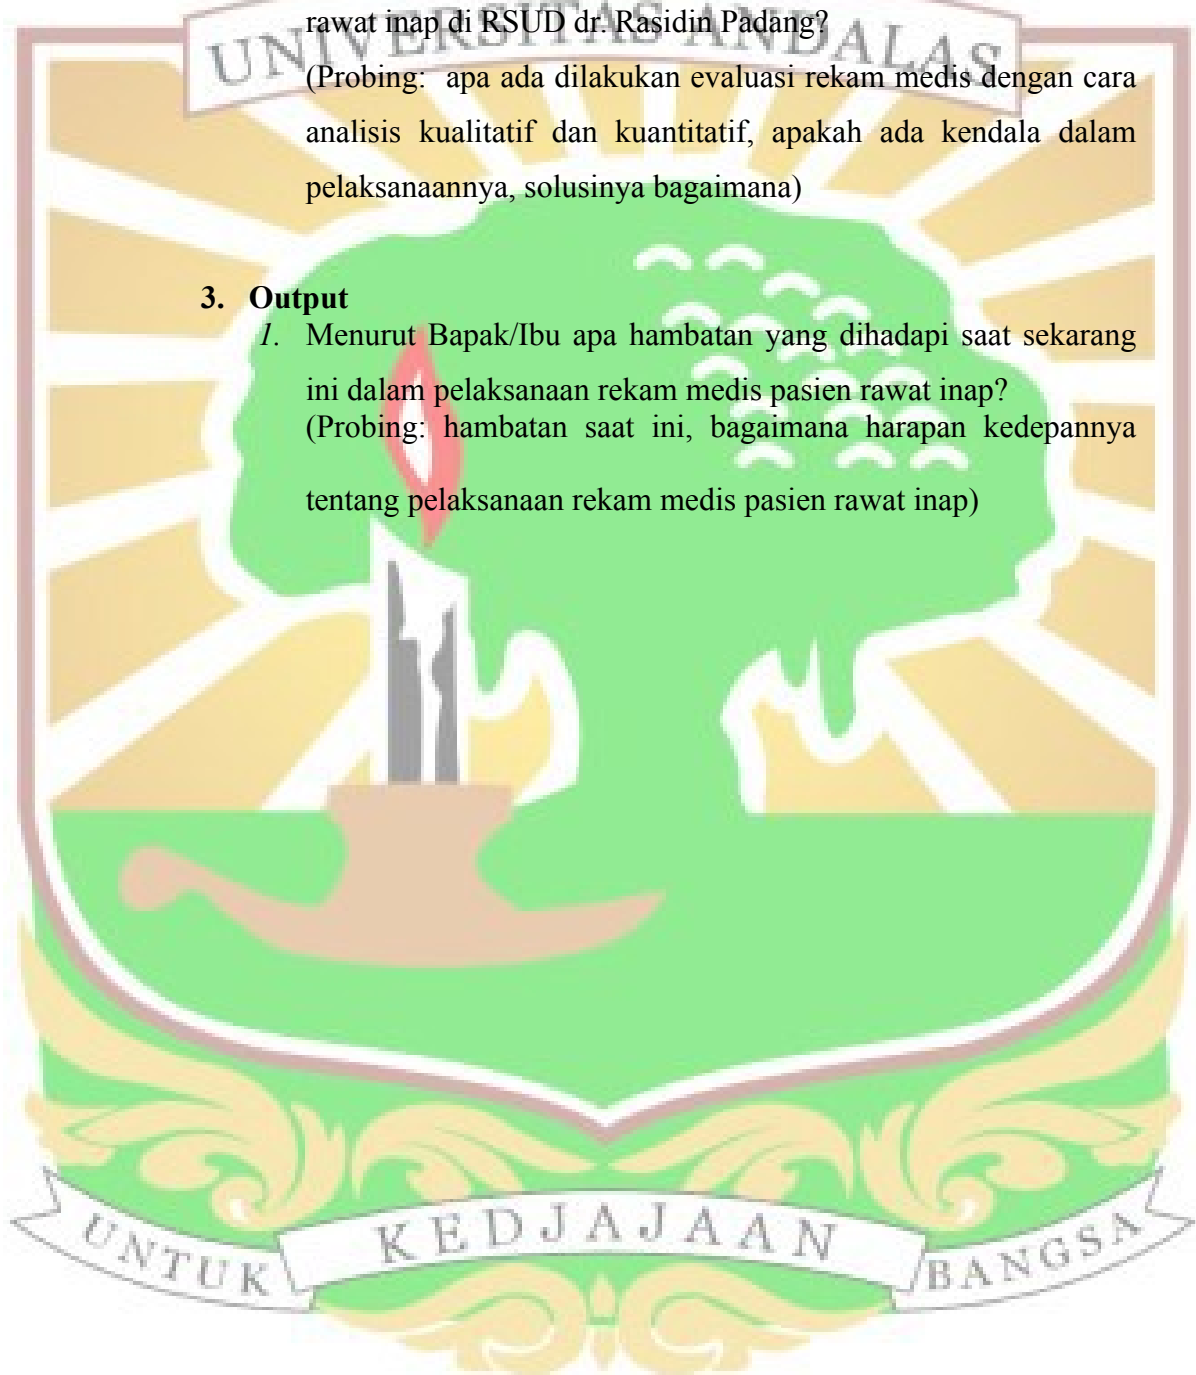 rawat inap di RSUD dr. Rasidin Padang?
UNIVERSITAS ANDALAS
(Probing: apa ada dilakukan evaluasi rekam medis dengan cara
analisis kualitatif dan kuantitatif, apakah ada kendala dalam
pelaksanaannya, solusinya bagaimana)
3. Output
1. Menurut Bapak/Ibu apa hambatan yang dihadapi saat sekarang
ini dalam pelaksanaan rekam medis pasien rawat inap?
(Probing: hambatan saat ini, bagaimana harapan kedepannya
tentang pelaksanaan rekam medis pasien rawat inap)
UNTUK KEDJAJAAN BANGSA